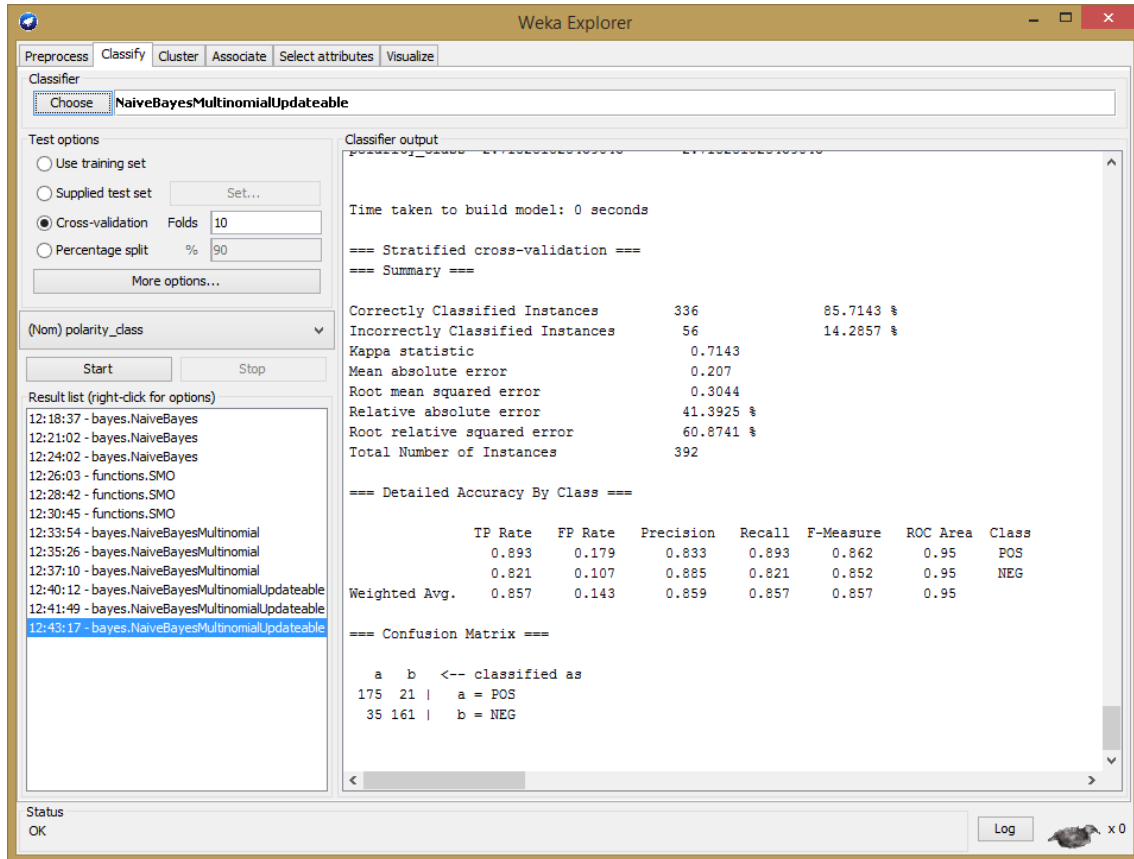 Weka Explorer
Preprocess Classify Cluster Associate Select attributes Visualize
Classifier
Choose NaiveBayesMultinomialUpdateable
Test options
Use training set
Supplied test set Set...
Cross-validation Folds 10
Percentage split % 90
More options...
(Nom) polarity_class
Start Stop
Result list (right-click for options)
12:18:37 - bayes.NaiveBayes
12:21:02 - bayes.NaiveBayes
12:24:02 - bayes.NaiveBayes
12:26:03 - functions.SMO
12:28:42 - functions.SMO
12:30:45 - functions.SMO
12:33:54 - bayes.NaiveBayesMultinomial
12:35:26 - bayes.NaiveBayesMultinomial
12:37:10 - bayes.NaiveBayesMultinomial
12:40:12 - bayes.NaiveBayesMultinomialUpdateable
12:41:49 - bayes.NaiveBayesMultinomialUpdateable
12:43:17 - bayes.NaiveBayesMultinomialUpdateable
Classifier output
Time taken to build model: 0 seconds
=== Stratified cross-validation ===
=== Summary ===
Correctly Classified Instances 336 85.7143 %
Incorrectly Classified Instances 56 14.2857 %
Kappa statistic 0.7143
Mean absolute error 0.207
Root mean squared error 0.3044
Relative absolute error 41.3925 %
Root relative squared error 60.8741 %
Total Number of Instances 392
=== Detailed Accuracy By Class ===
TP Rate FP Rate Precision Recall F-Measure ROC Area Class
0.893 0.179 0.833 0.893 0.862 0.95 POS
0.821 0.107 0.885 0.821 0.852 0.95 NEG
Weighted Avg. 0.857 0.143 0.859 0.857 0.857 0.95
=== Confusion Matrix ===
a b <-- classified as
175 21 | a = POS
35 161 | b = NEG
Status
OK
Log x 0